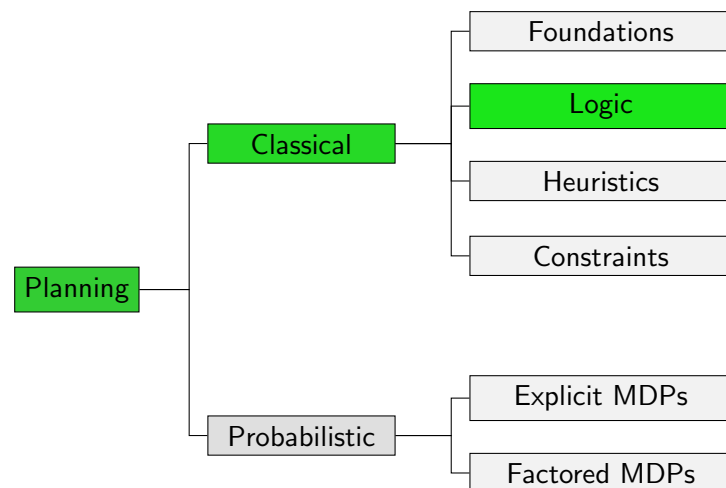 Foundations
Logic
Classical
Heuristics
Constraints
Planning
Explicit MDPs
Probabilistic
Factored MDPs